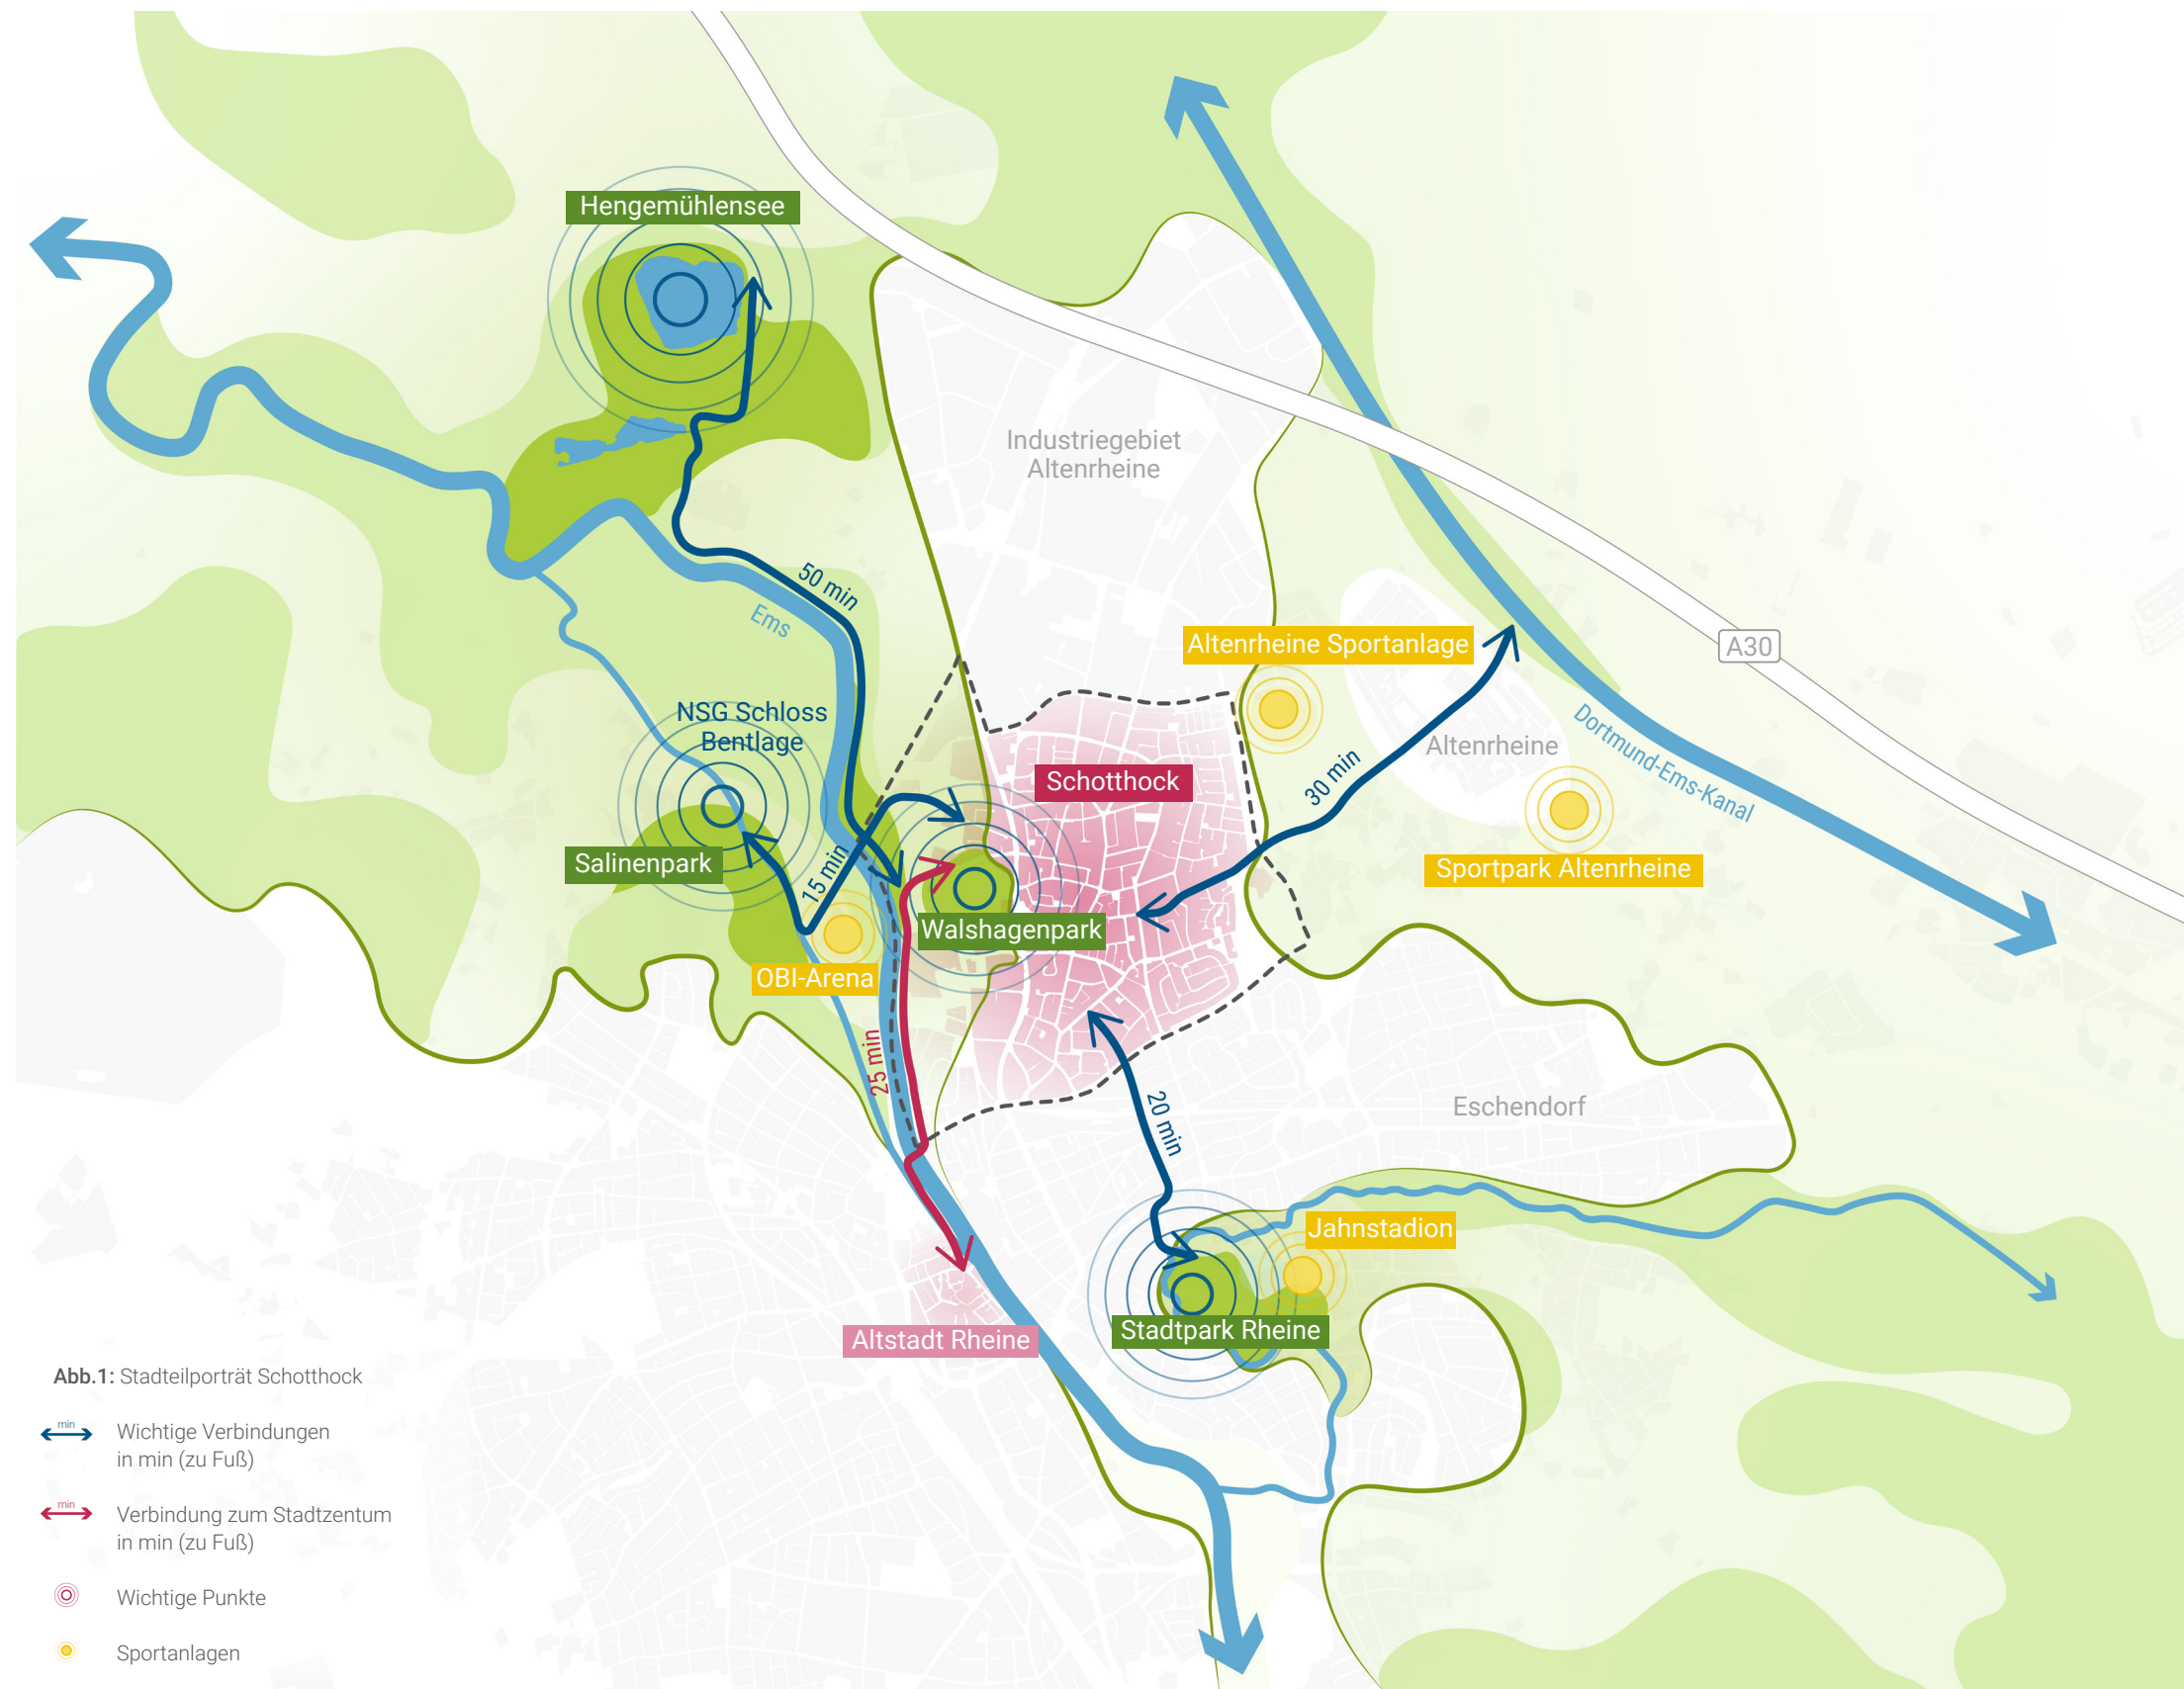 Hengemühlensee
Industriegebiet
Altenrheine
50 min
Ems
Altenrheine Sportanlage
A30
NSG Schloss
Bentlage
Dortmund-Ems-Kanal
Altenrheine
30 min
Schotthock
Salinenpark
15 min
Sportpark Altenrheine
Walshagenpark
OBI-Arena
25 min
20 min
Eschendorf
Jahnstadion
Stadtpark Rheine
Altstadt Rheine
Abb.1: Stadteilporträt Schotthock
min
Wichtige Verbindungen
in min (zu Fuß)
min
Verbindung zum Stadtzentum
in min (zu Fuß)
Wichtige Punkte
Sportanlagen